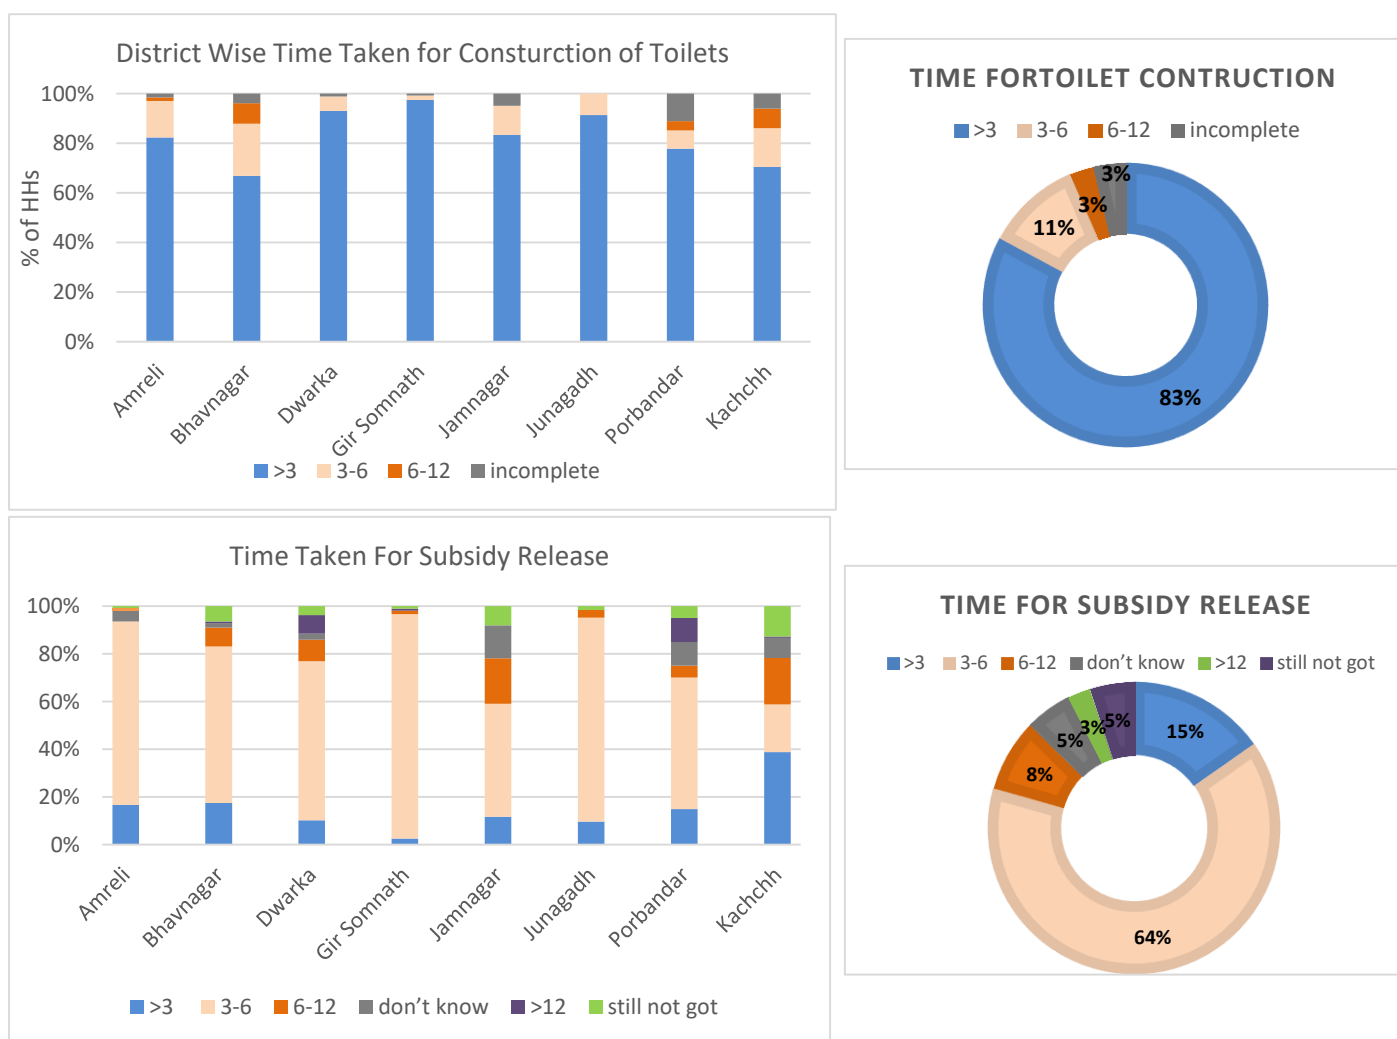 District Wise Time Taken for Consturction of Toilets
% of HHs
100%
80%
60%
40%
20%
0%
Amreli
Bhavnagar
Dwarka
Gir Somnath
Jamnagar
Junagadh
Porbandar
Kachchh
>3 3-6 6-12 incomplete
TIME FORTOILET CONTRUCTION
>3 3-6 6-12 incomplete
3%
3%
11%
83%
Time Taken For Subsidy Release
100%
80%
60%
40%
20%
0%
Amreli
Bhavnagar
Dwarka
Gir Somnath
Jamnagar
Junagadh
Porbandar
Kachchh
>3 3-6 6-12 don’t know >12 still not got
TIME FOR SUBSIDY RELEASE
>3 3-6 6-12 don’t know >12 still not got
5% 3% 5% 15%
8%
64%